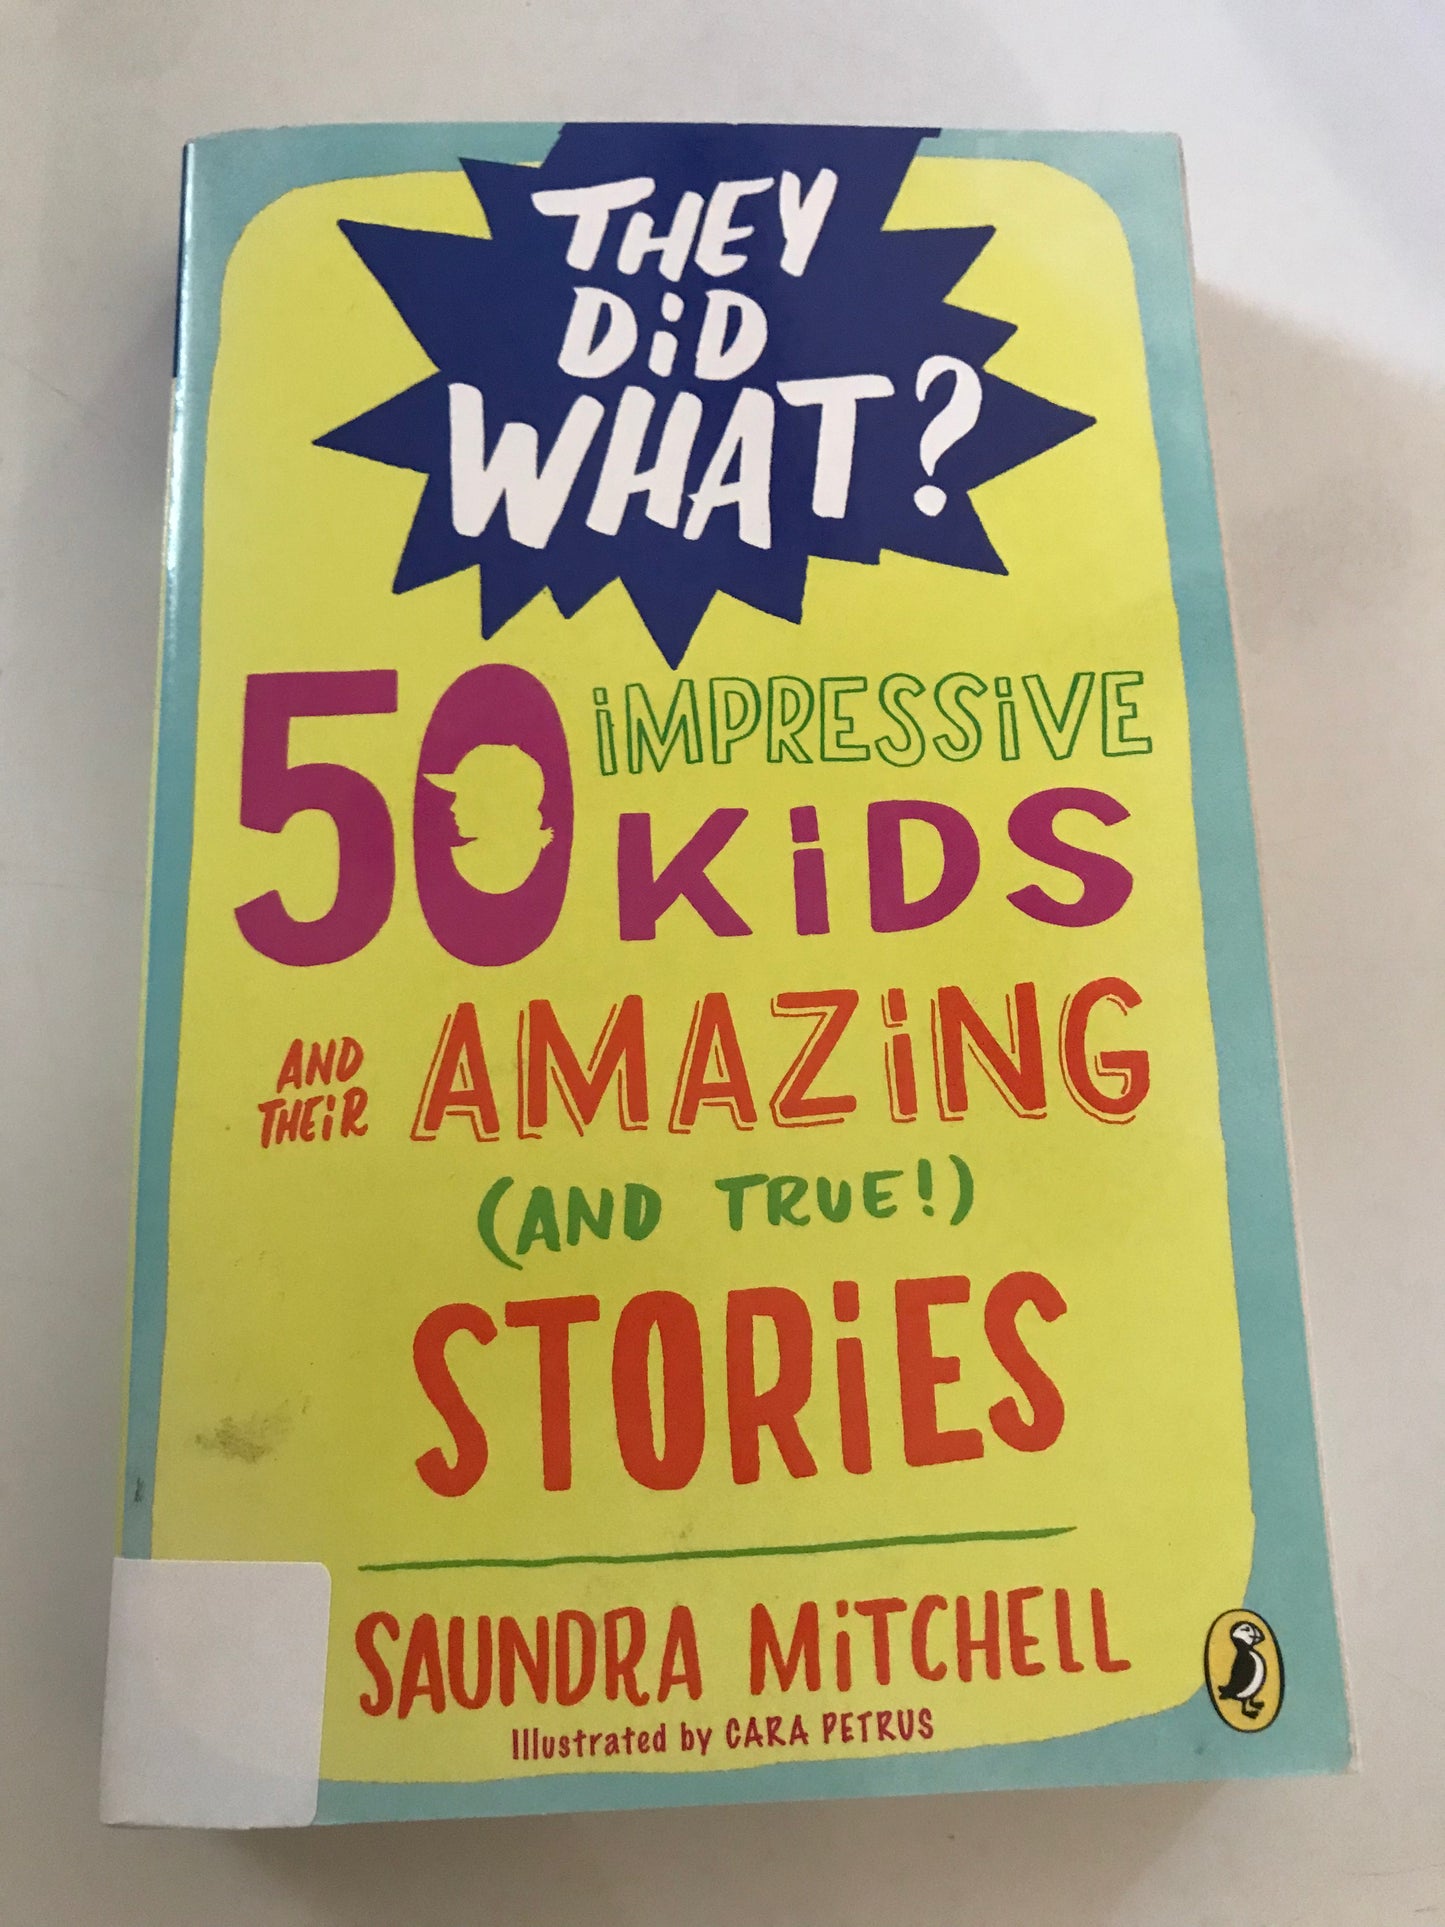 THEY
DiD
WHAT?
50 iMPRESSiVE
KiDS
AND THEiR AMAZiNG
(AND TRUE!)
STORiES
SAUNDRA MiTCHELL
Illustrated by CARA PETRUS